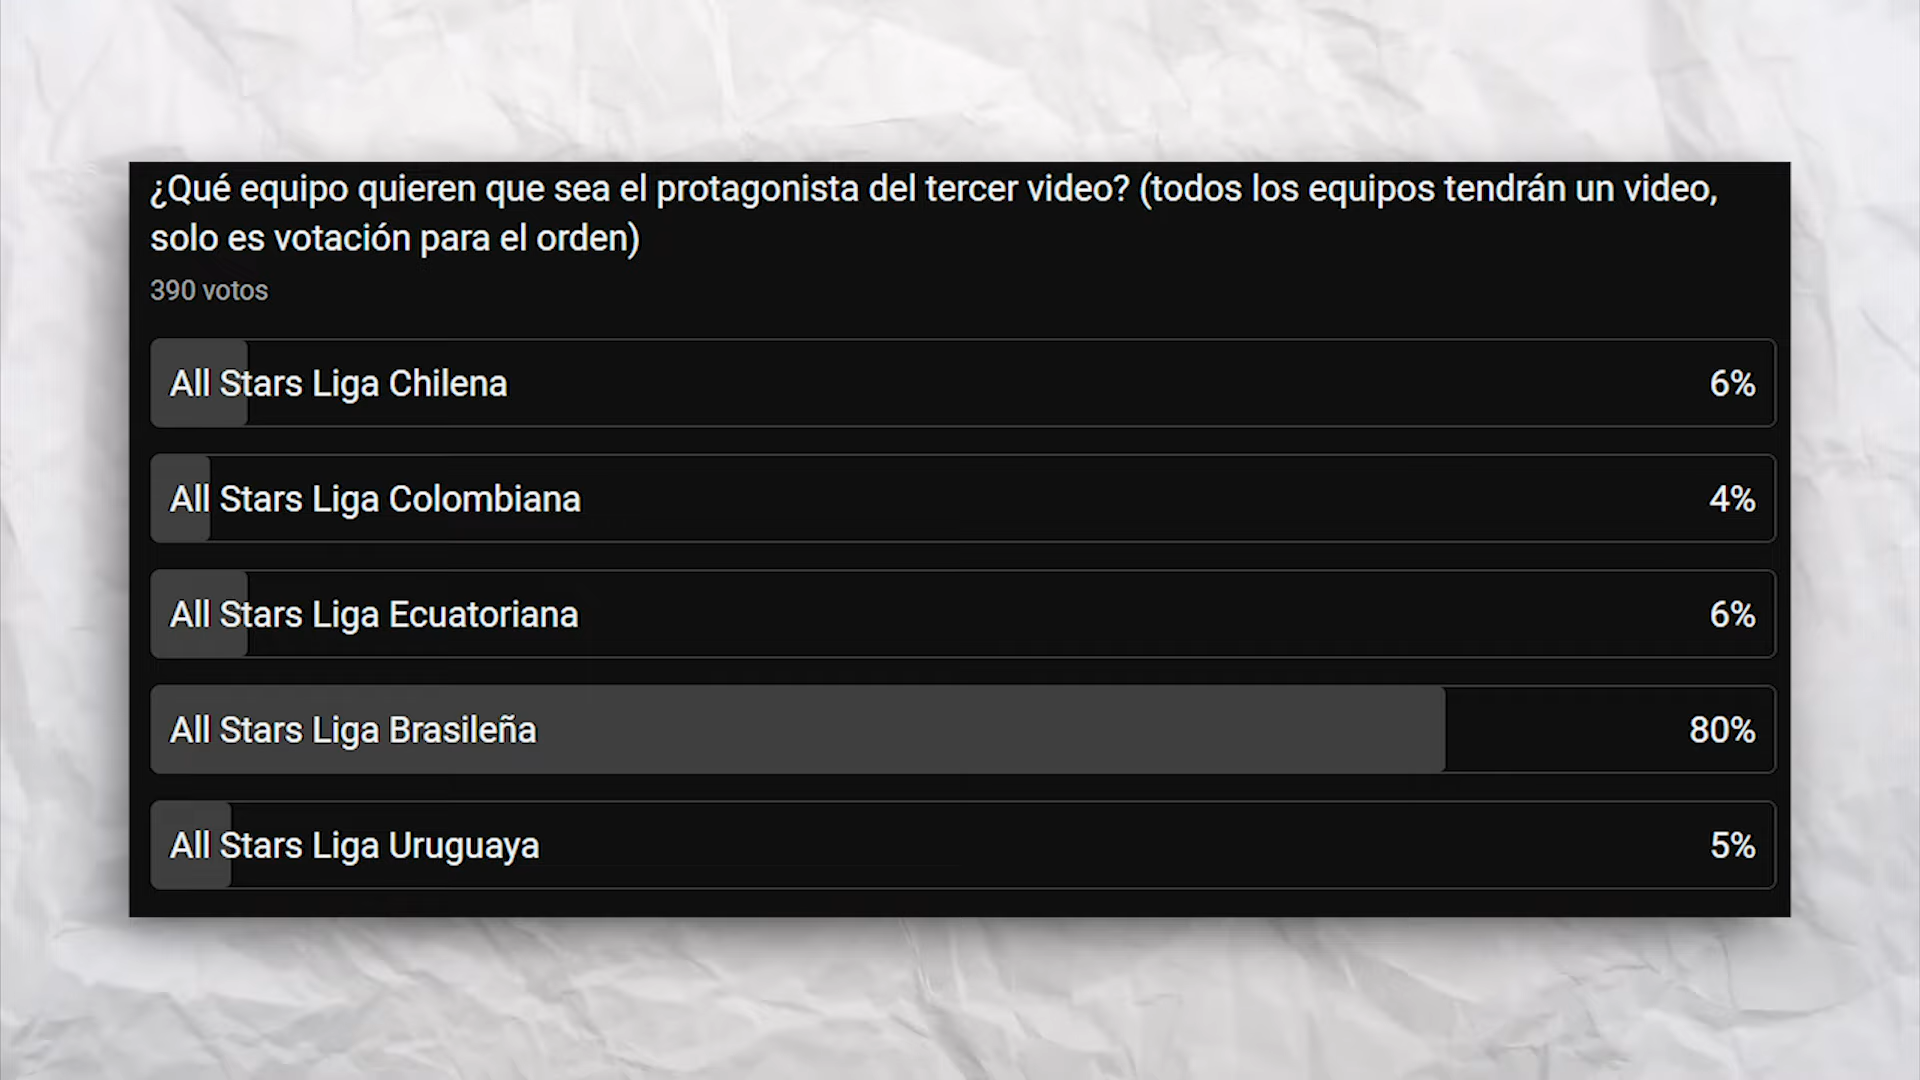 ¿Qué equipo quieren que sea el protagonista del tercer video? (todos los equipos tendrán un video,
solo es votación para el orden)
390 votos
All Stars Liga Chilena 6%
All Stars Liga Colombiana 4%
All Stars Liga Ecuatoriana 6%
All Stars Liga Brasileña 80%
All Stars Liga Uruguaya 5%